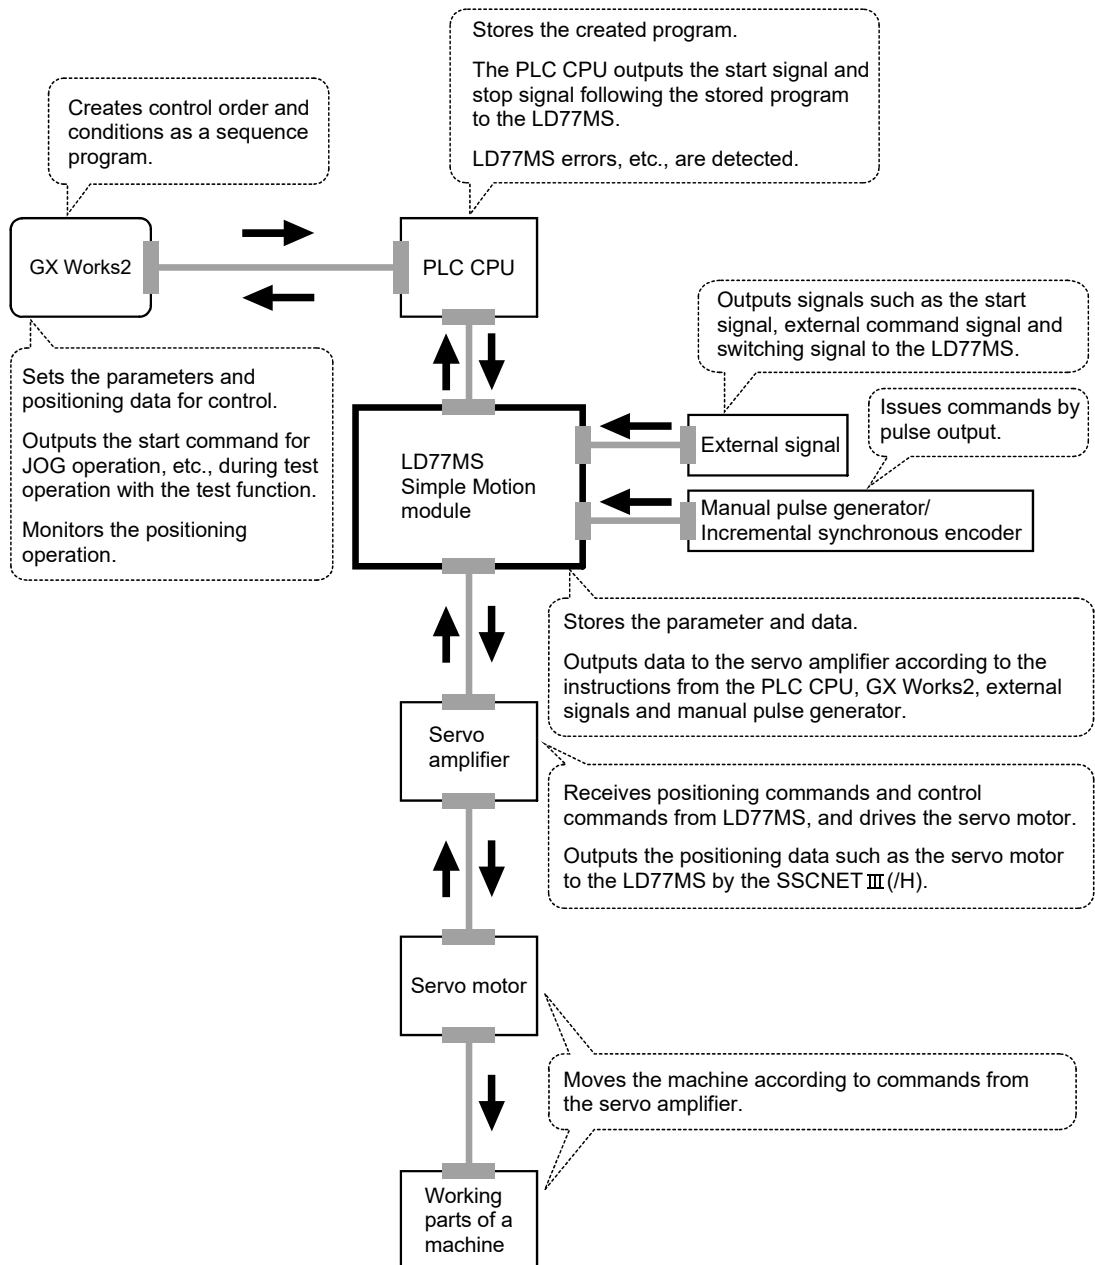 Stores the created program.
The PLC CPU outputs the start signal and
stop signal following the stored program
to the LD77MS.
LD77MS errors, etc., are detected.
Creates control order and
conditions as a sequence
program.
GX Works2
PLC CPU
Outputs signals such as the start
signal, external command signal and
switching signal to the LD77MS.
Sets the parameters and
positioning data for control.
Outputs the start command for
JOG operation, etc., during test
operation with the test function.
Monitors the positioning
operation.
Issues commands by
pulse output.
LD77MS
Simple Motion
module
External signal
Manual pulse generator/
Incremental synchronous encoder
Stores the parameter and data.
Outputs data to the servo amplifier according to the
instructions from the PLC CPU, GX Works2, external
signals and manual pulse generator.
Servo
amplifier
Receives positioning commands and control
commands from LD77MS, and drives the servo motor.
Outputs the positioning data such as the servo motor
to the LD77MS by the SSCNETⅢ(/H).
Servo motor
Moves the machine according to commands from
the servo amplifier.
Working
parts of a
machine